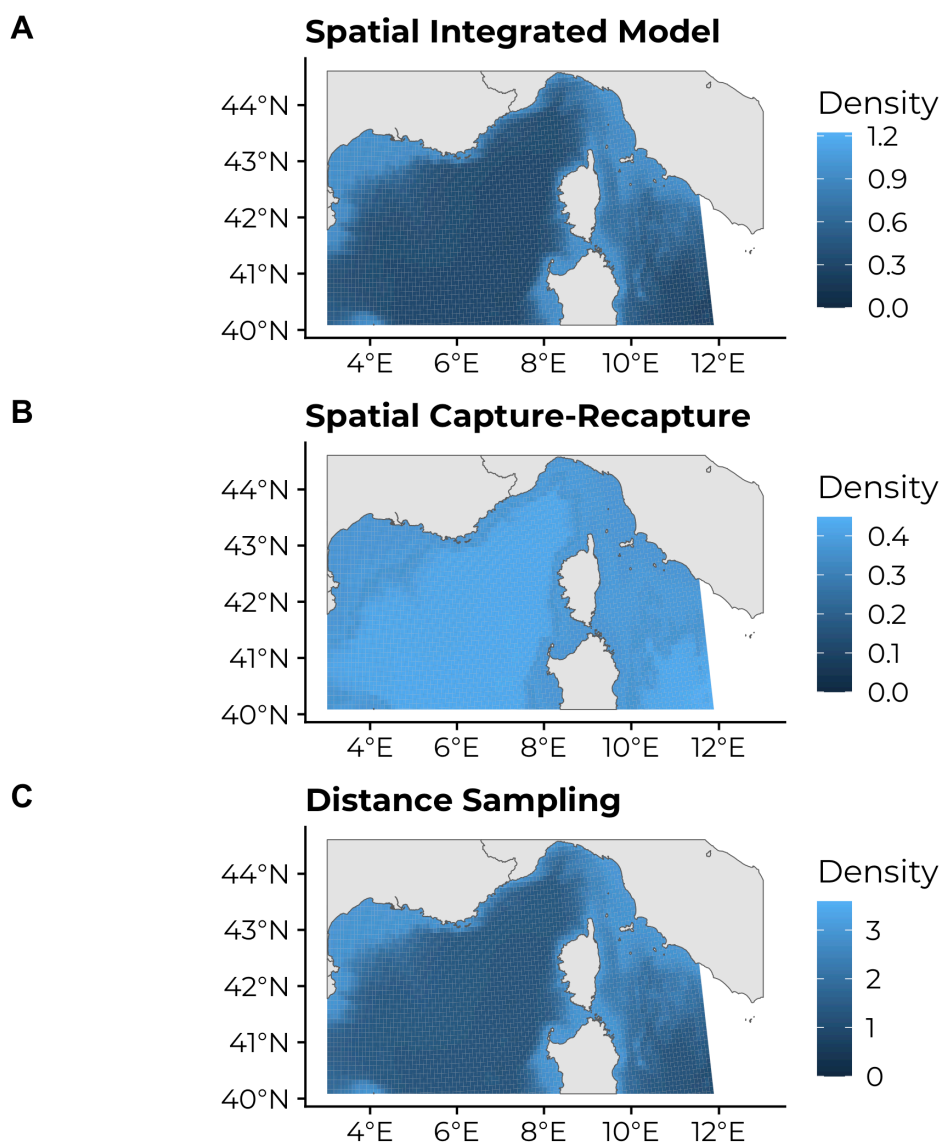 A
Spatial Integrated Model
44°N
43°N
42°N
41°N
40°N
4°E 6°E 8°E 10°E 12°E
Density
1.2
0.9
0.6
0.3
0.0
B
Spatial Capture-Recapture
44°N
43°N
42°N
41°N
40°N
4°E 6°E 8°E 10°E 12°E
Density
0.4
0.3
0.2
0.1
0.0
C
Distance Sampling
44°N
43°N
42°N
41°N
40°N
4°E 6°E 8°E 10°E 12°E
Density
3
2
1
0